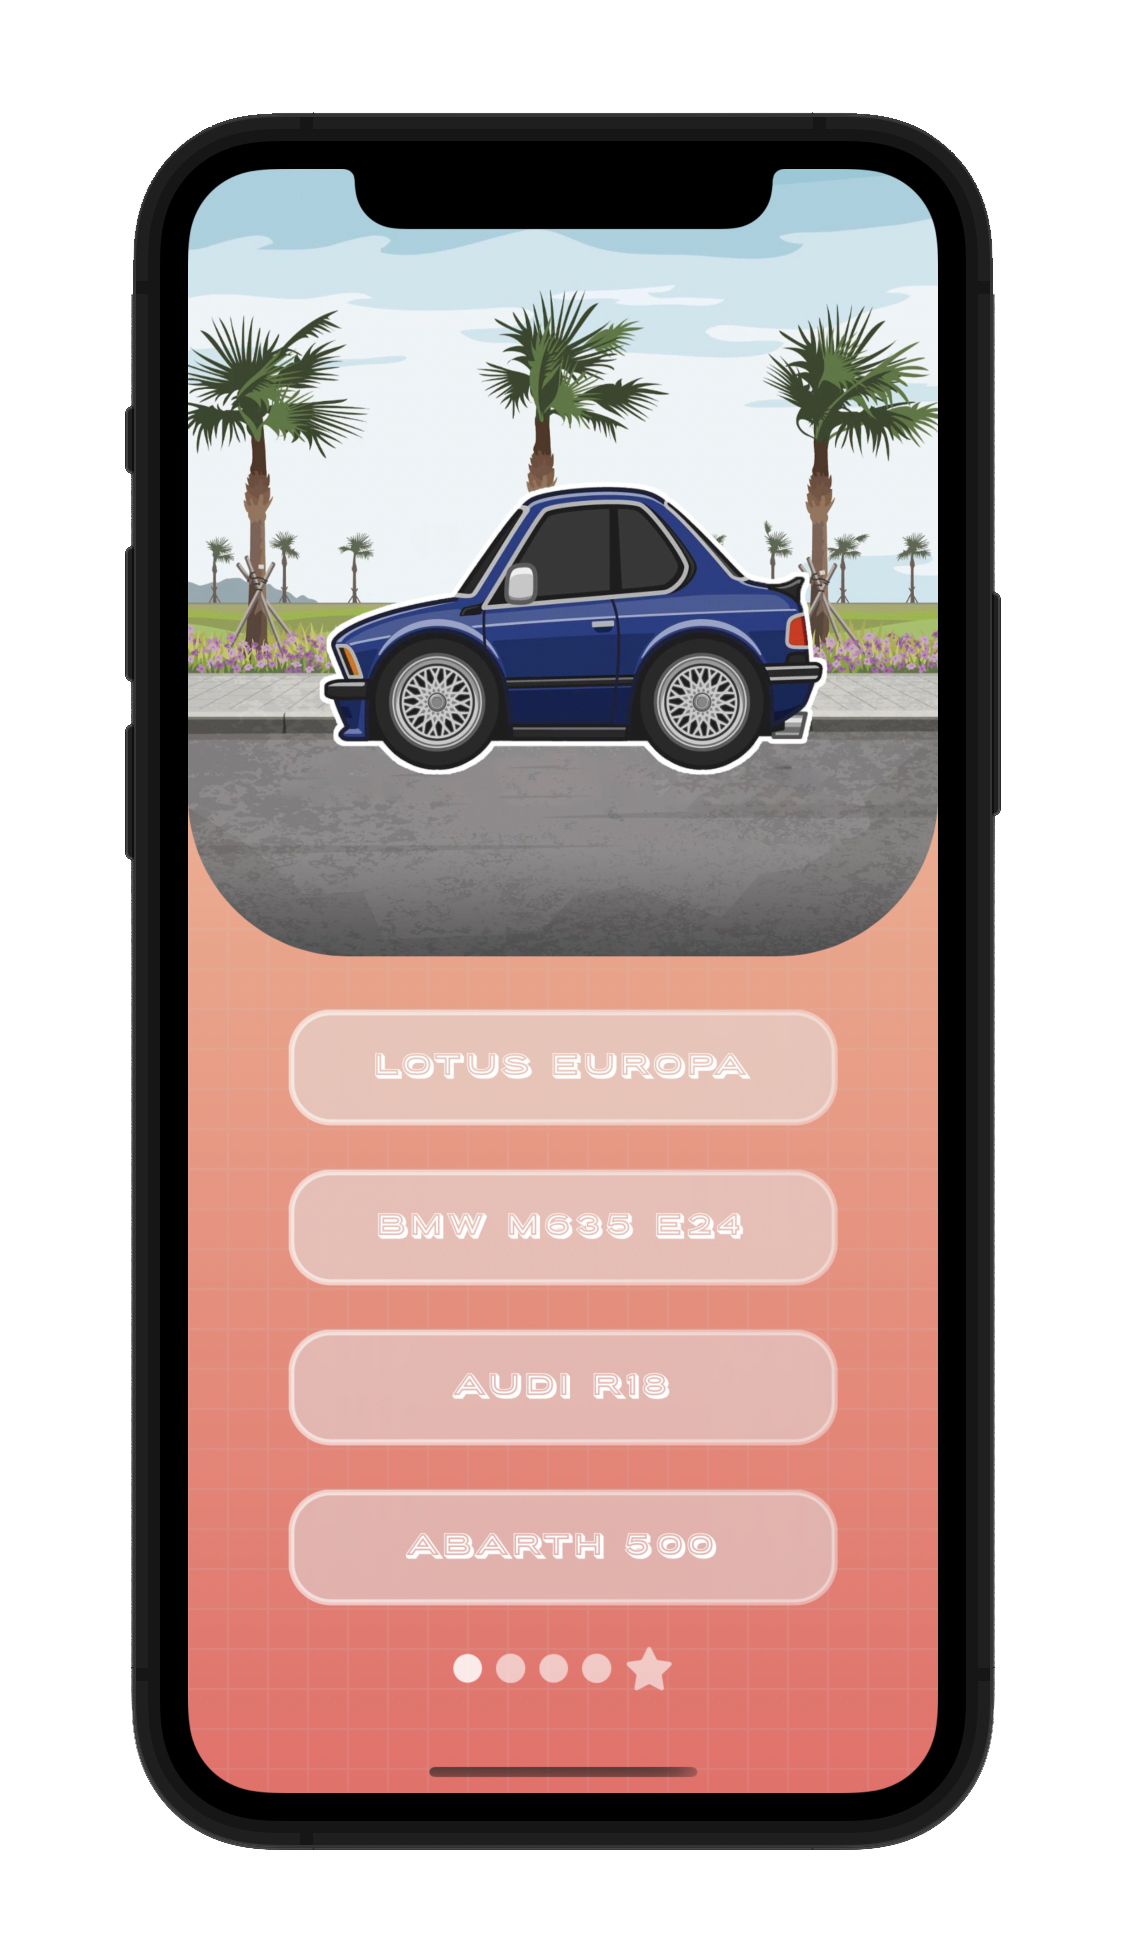 LOTUS EUROPA
BMW M635 E24
AUDI R18
ABARTH 500